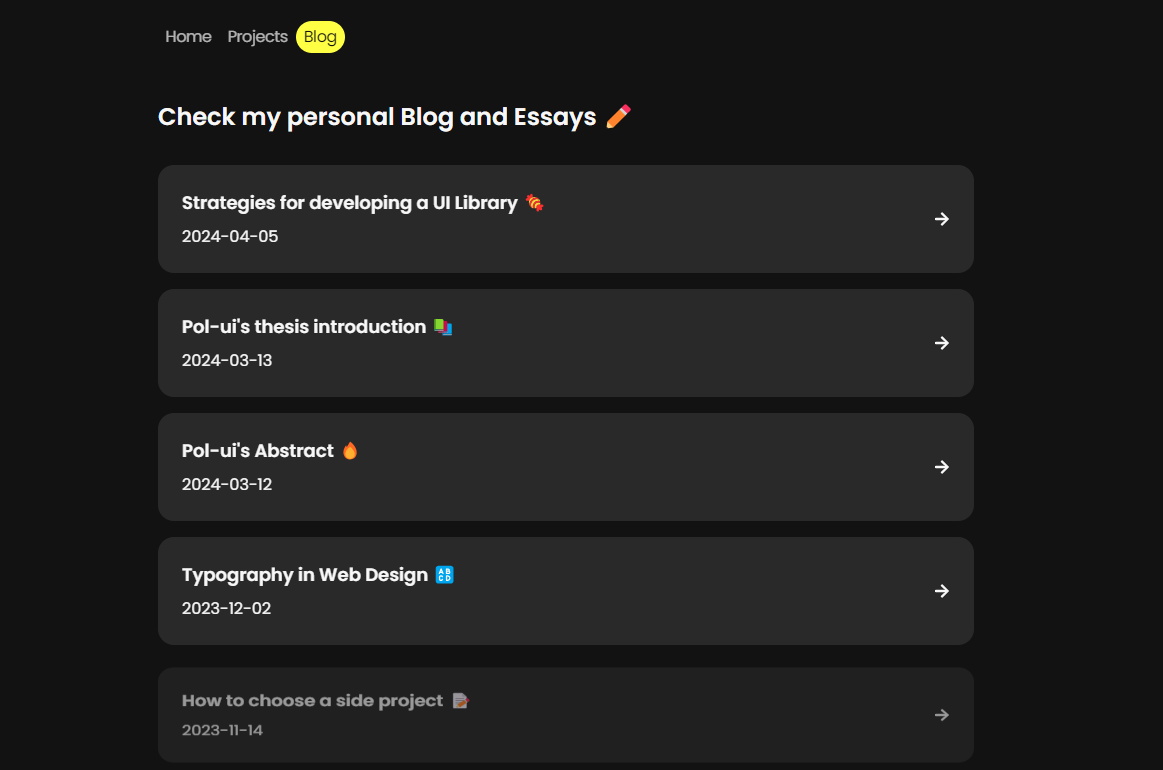 Home Projects Blog
Check my personal Blog and Essays ✏️
Strategies for developing a UI Library 🍢
2024-04-05
Pol-ui's thesis introduction 📚
2024-03-13
Pol-ui's Abstract 🔥
2024-03-12
Typography in Web Design 🔠
2023-12-02
How to choose a side project 📝
2023-11-14